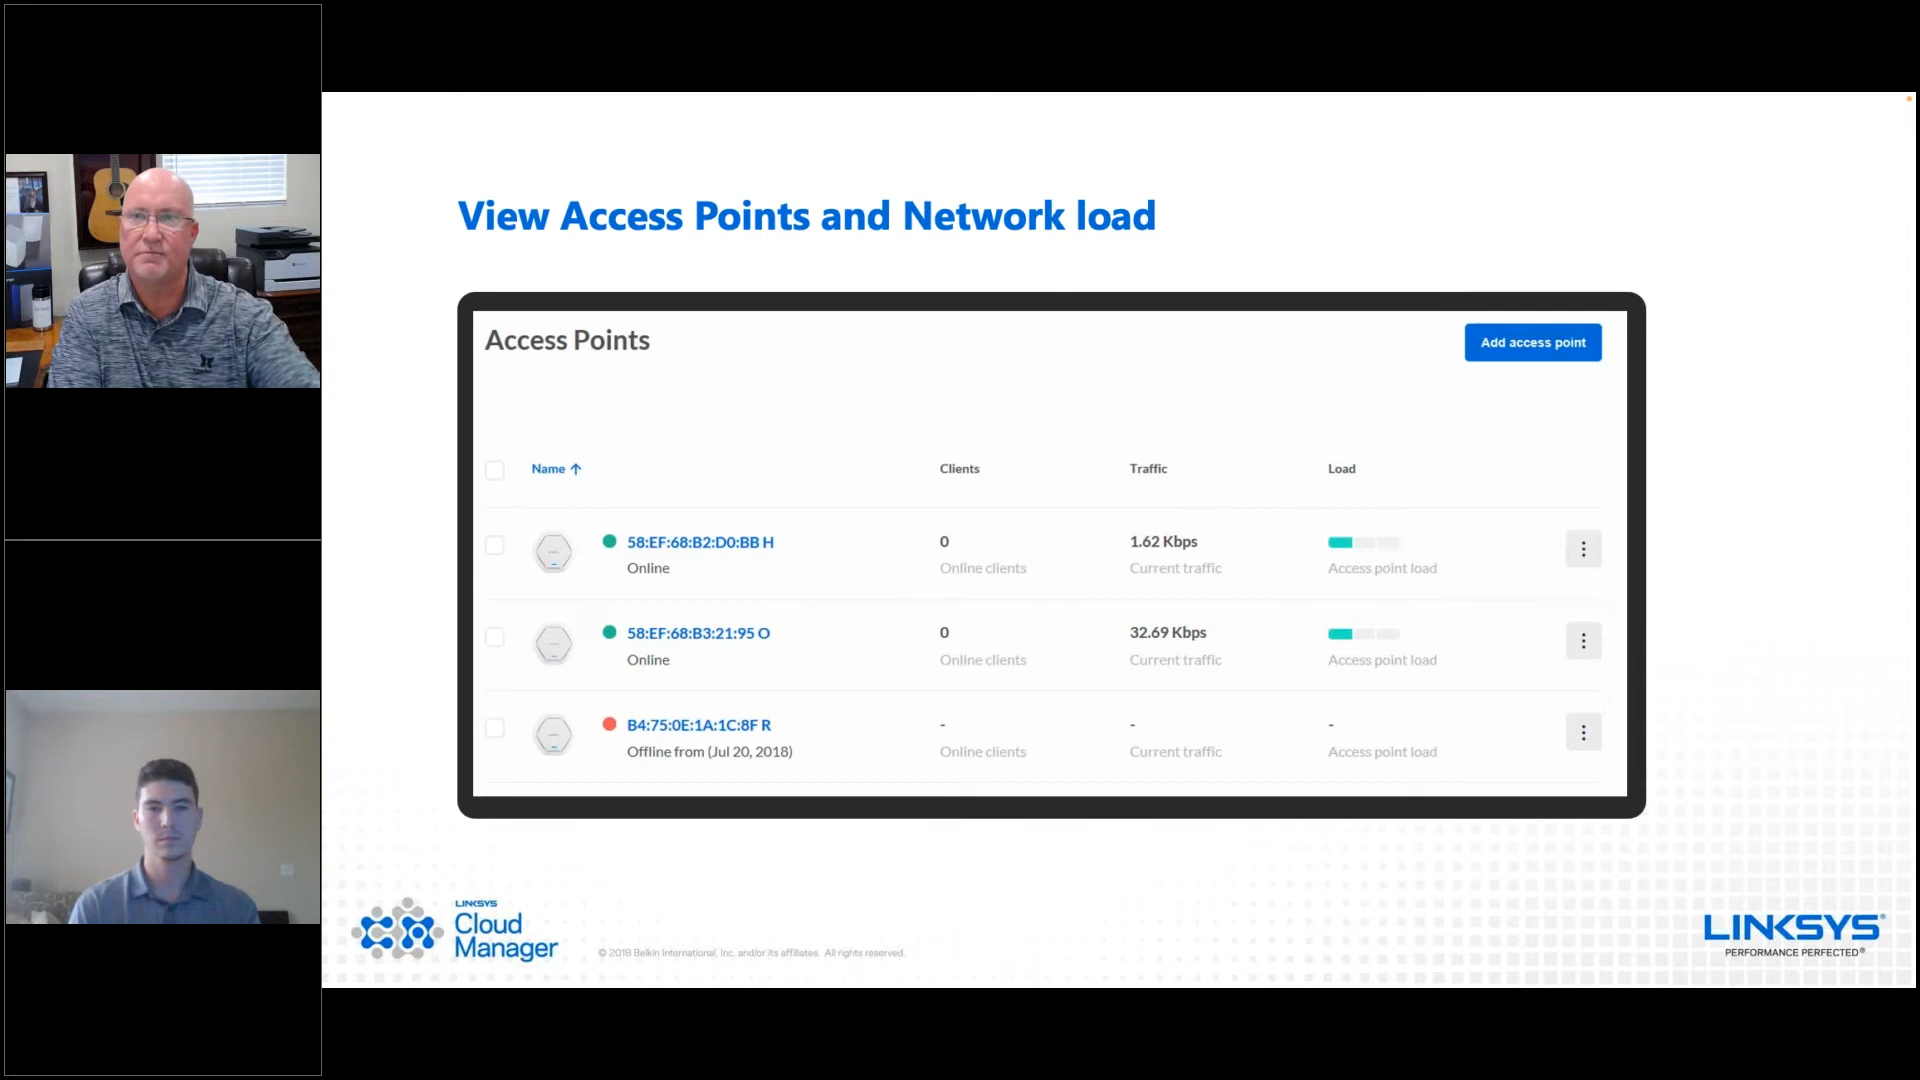 View Access Points and Network load
Access Points
Add access point
Name ↑ Clients Traffic Load
58:EF:68:B2:D0:BB H 0 1.62 Kbps
Online Online clients Current traffic Access point load
58:EF:68:B3:21:95 O 0 32.69 Kbps
Online Online clients Current traffic Access point load
B4:75:0E:1A:1C:8F R - - -
Offline from (Jul 20, 2018) Online clients Current traffic Access point load
LINKSYS
Cloud
Manager
© 2018 Belkin International, Inc. and/or its affiliates. All rights reserved.
LINKSYS®
PERFORMANCE PERFECTED®